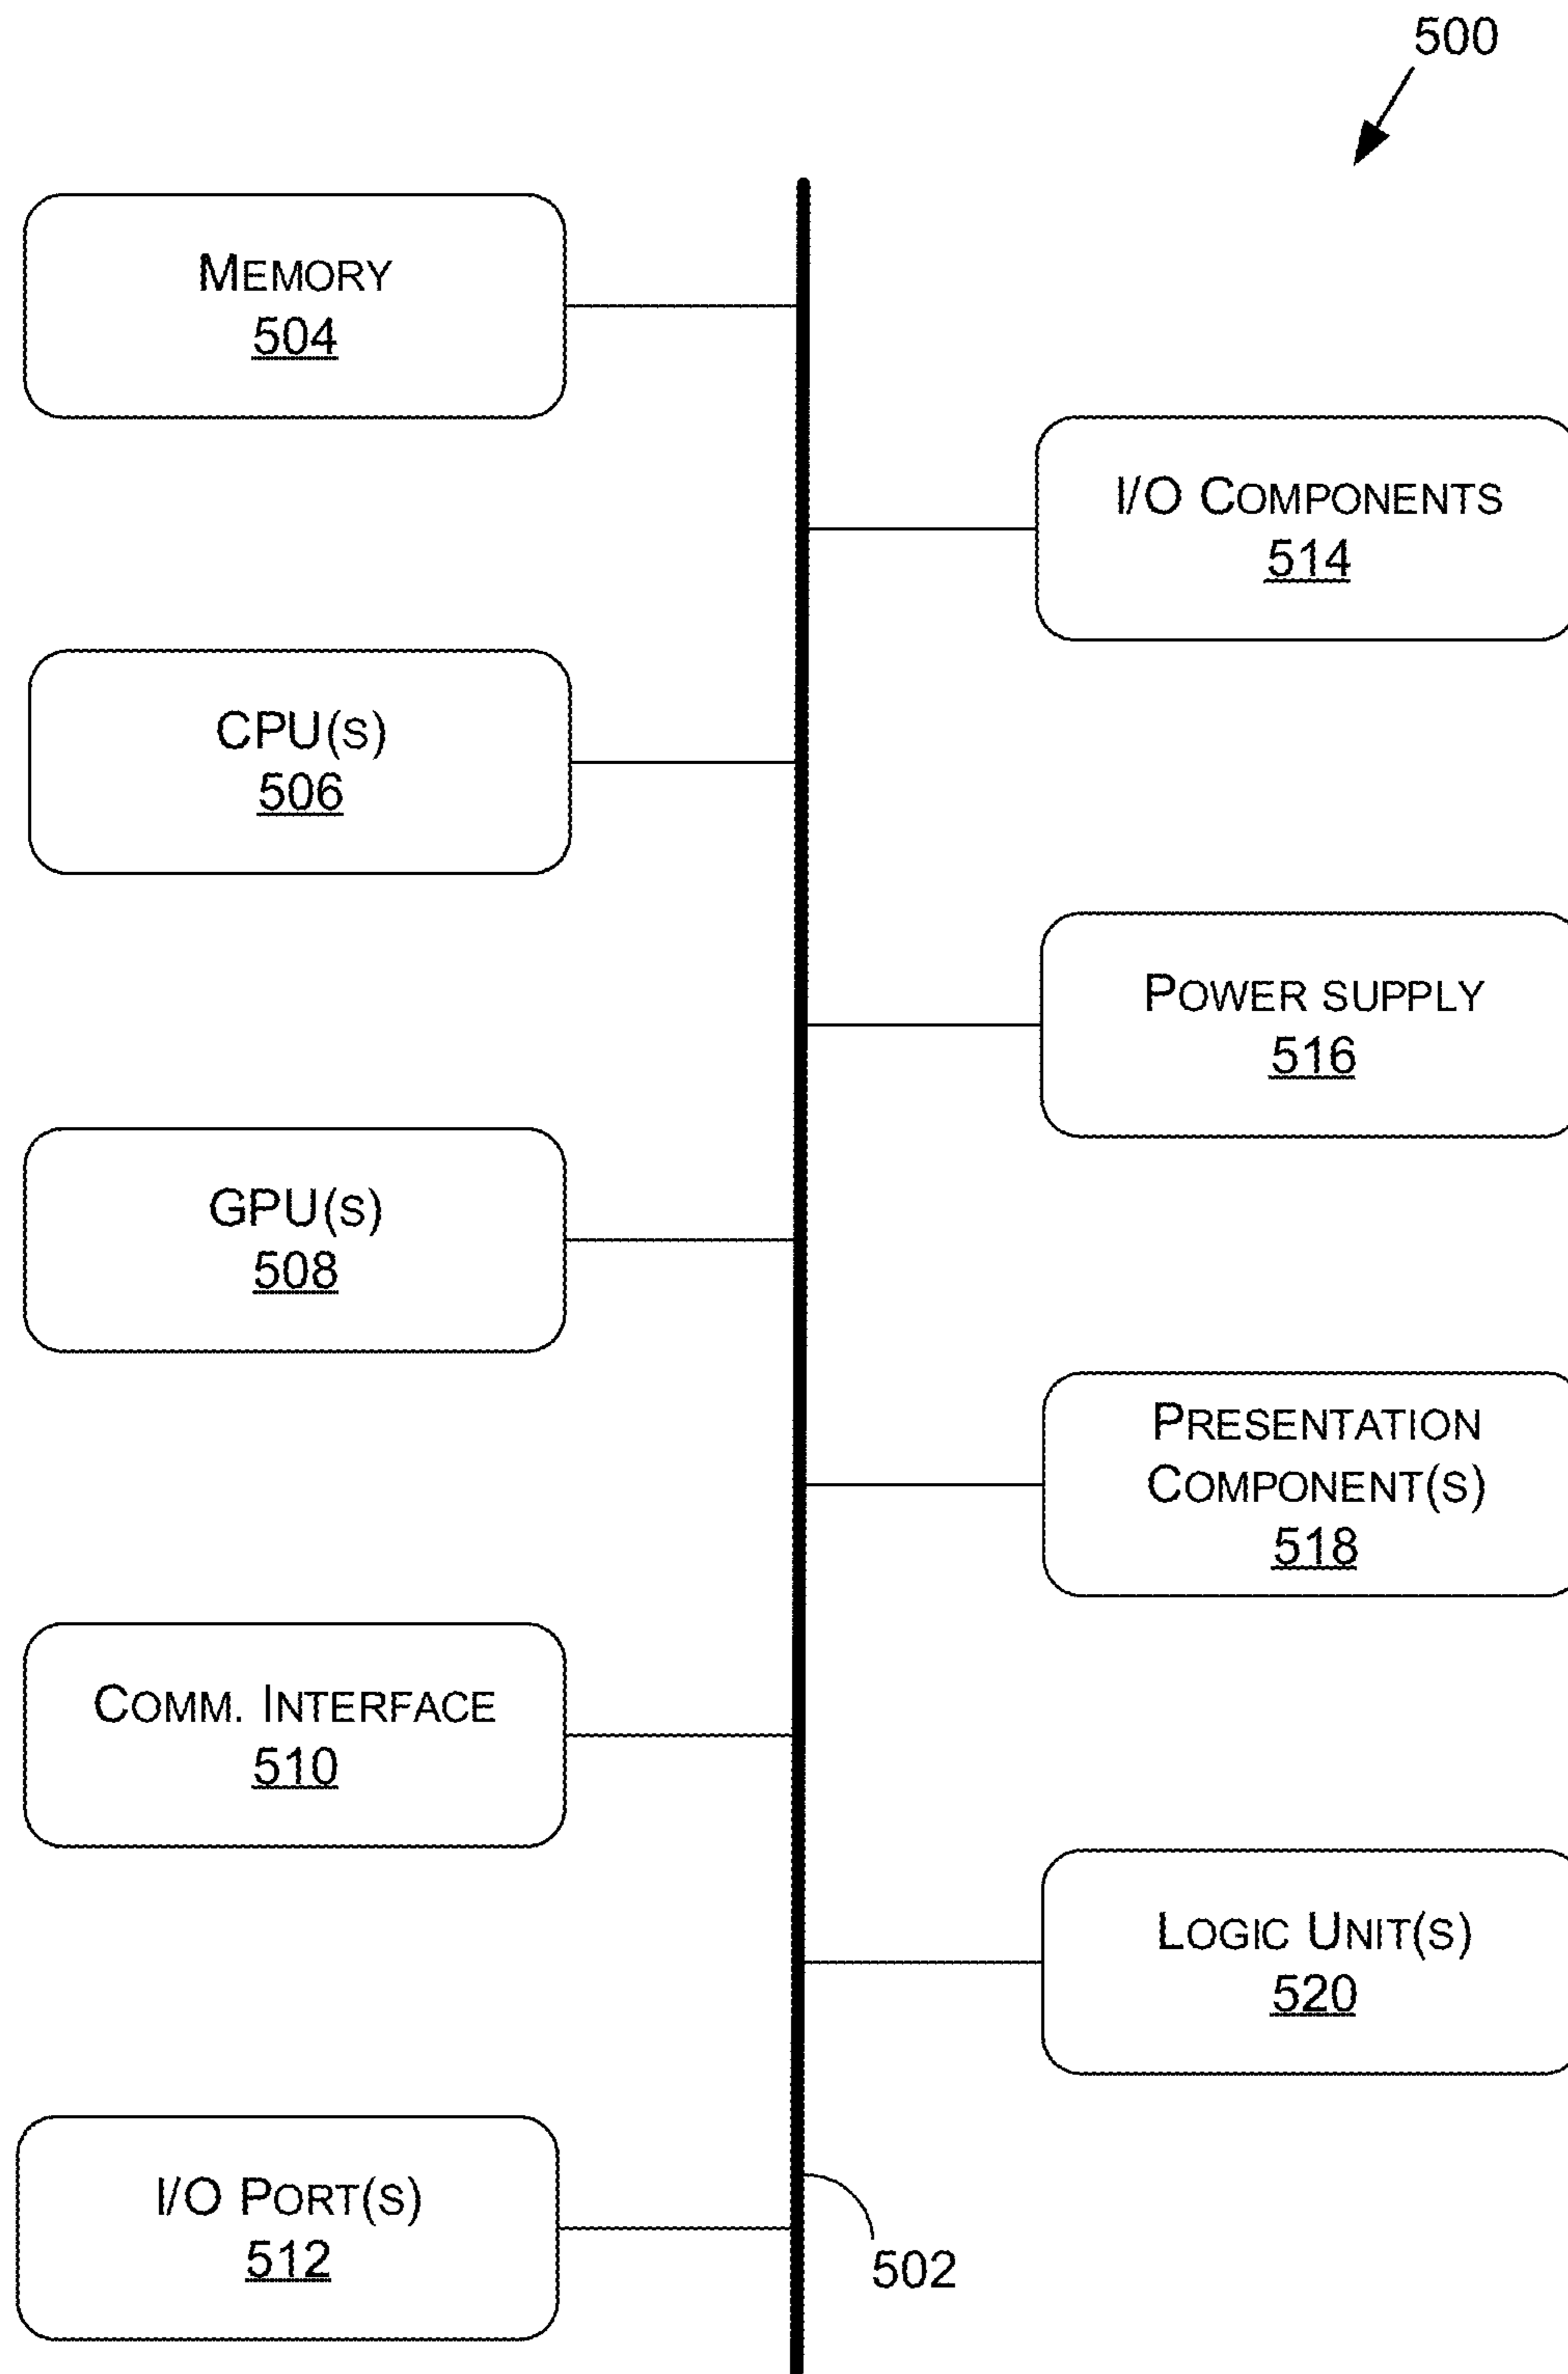 500
MEMORY
504
I/O COMPONENTS
514
CPU(S)
506
POWER SUPPLY
516
GPU(S)
508
PRESENTATION
COMPONENT(S)
518
COMM. INTERFACE
510
LOGIC UNIT(S)
520
I/O PORT(S)
512
502